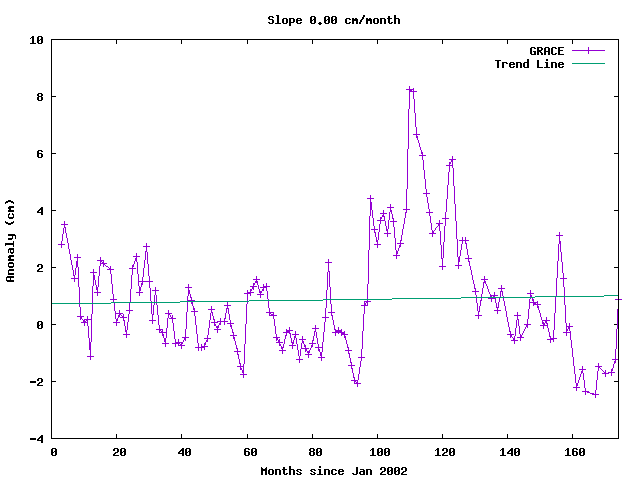 Slope 0.00 cm/month
GRACE
Trend Line
10
8
6
4
2
0
-2
-4
Anomaly (cm)
0 20 40 60 80 100 120 140 160
Months since Jan 2002